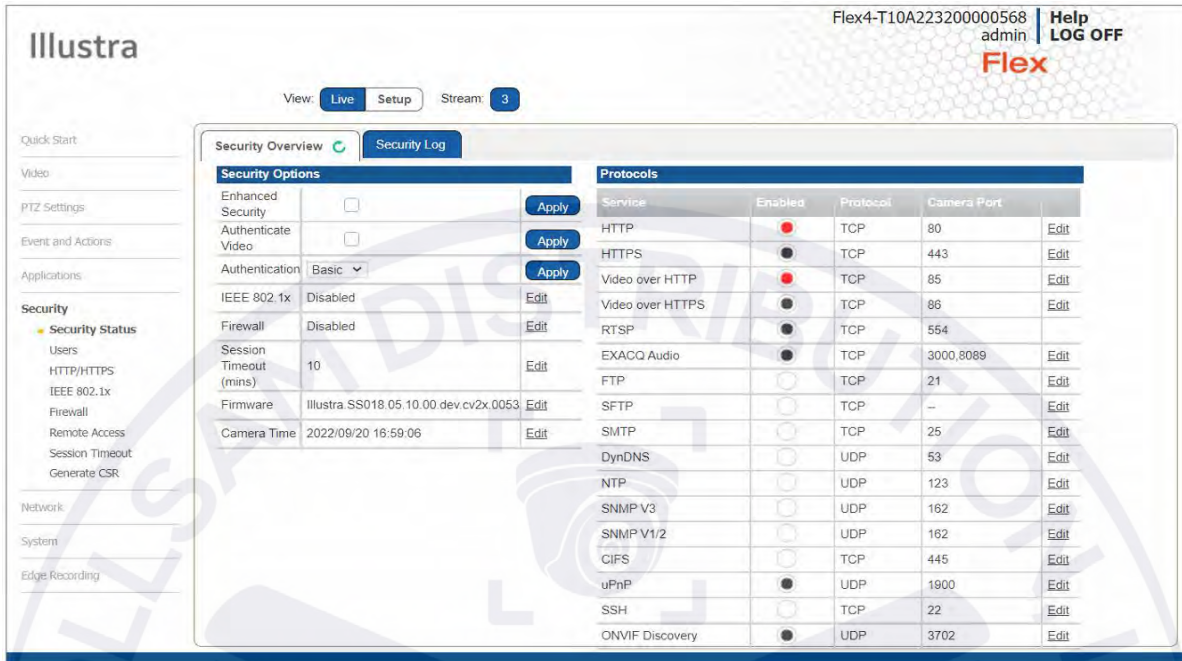 Flex4-T10A223200000568
admin
Help
LOG OFF
Illustra
Flex
View: Live Setup Stream: 3
Quick Start
Video
PTZ Settings
Event and Actions
Applications
Security
Security Status
Users
HTTP/HTTPS
IEEE 802.1x
Firewall
Remote Access
Session Timeout
Generate CSR
Network
System
Edge Recording
Security Overview
Security Log
Security Options
Enhanced
Security
Apply
Authenticate
Video
Apply
Authentication Basic Apply
IEEE 802.1x Disabled Edit
Firewall Disabled Edit
Session
Timeout
(mins)
10 Edit
Firmware Illustra.SS018.05.10.00.dev.cv2x.0053 Edit
Camera Time 2022/09/20 16:59:06 Edit
Protocols
Service Enabled Protocol Camera Port
HTTP TCP 80 Edit
HTTPS TCP 443 Edit
Video over HTTP TCP 85 Edit
Video over HTTPS TCP 86 Edit
RTSP TCP 554
EXACQ Audio TCP 3000,8089 Edit
FTP TCP 21 Edit
SFTP TCP -- Edit
SMTP TCP 25 Edit
DynDNS UDP 53 Edit
NTP UDP 123 Edit
SNMP V3 UDP 162 Edit
SNMP V1/2 UDP 162 Edit
CIFS TCP 445 Edit
uPnP UDP 1900 Edit
SSH TCP 22 Edit
ONVIF Discovery UDP 3702 Edit